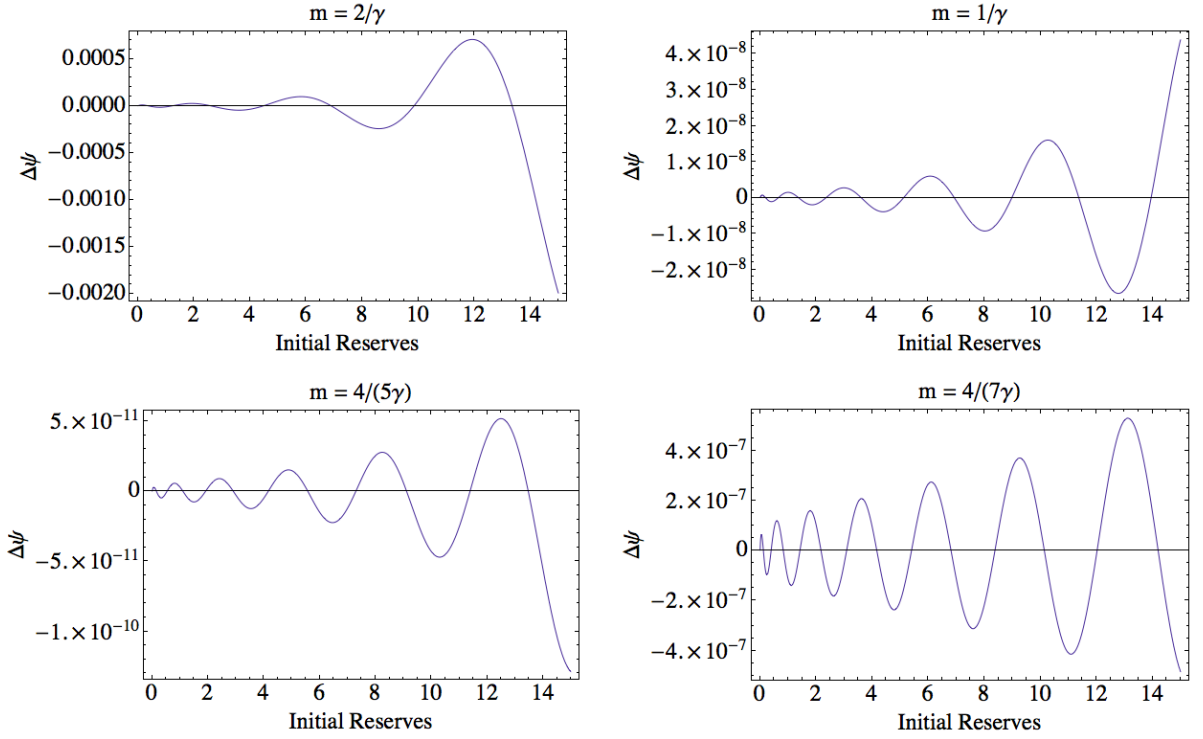 m = 2/γ
Δψ
0.0005
0.0000
−0.0005
−0.0010
−0.0015
−0.0020
0 2 4 6 8 10 12 14
Initial Reserves
m = 1/γ
Δψ
4.×10⁻⁸
3.×10⁻⁸
2.×10⁻⁸
1.×10⁻⁸
0
−1.×10⁻⁸
−2.×10⁻⁸
0 2 4 6 8 10 12 14
Initial Reserves
m = 4/(5γ)
Δψ
5.×10⁻¹¹
0
−5.×10⁻¹¹
−1.×10⁻¹⁰
0 2 4 6 8 10 12 14
Initial Reserves
m = 4/(7γ)
Δψ
4.×10⁻⁷
2.×10⁻⁷
0
−2.×10⁻⁷
−4.×10⁻⁷
0 2 4 6 8 10 12 14
Initial Reserves